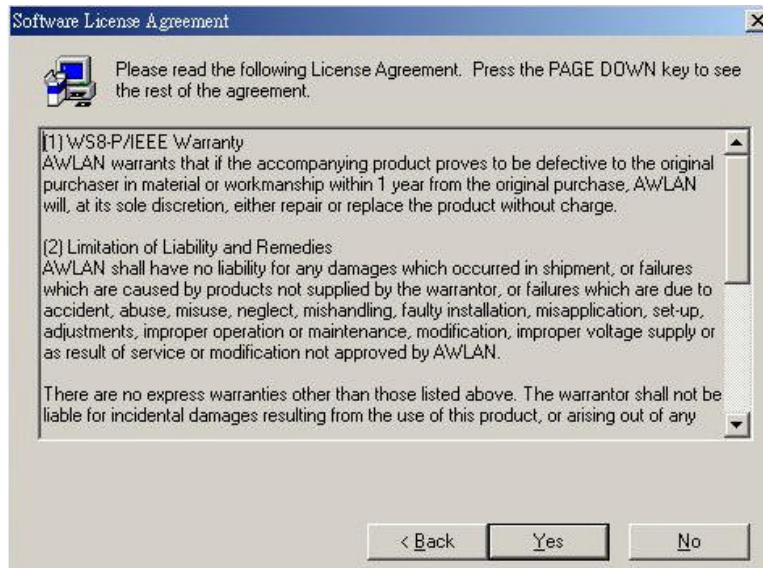 Software License Agreement
Please read the following License Agreement. Press the PAGE DOWN key to see
the rest of the agreement.
(1) WS8-P/IEEE Warranty
AWLAN warrants that if the accompanying product proves to be defective to the original
purchaser in material or workmanship within 1 year from the original purchase, AWLAN
will, at its sole discretion, either repair or replace the product without charge.
(2) Limitation of Liability and Remedies
AWLAN shall have no liability for any damages which occurred in shipment, or failures
which are caused by products not supplied by the warrantor, or failures which are due to
accident, abuse, misuse, neglect, mishandling, faulty installation, misapplication, set-up,
adjustments, improper operation or maintenance, modification, improper voltage supply or
as result of service or modification not approved by AWLAN.
There are no express warranties other than those listed above. The warrantor shall not be
liable for incidental damages resulting from the use of this product, or arising out of any
< Back
Yes
No